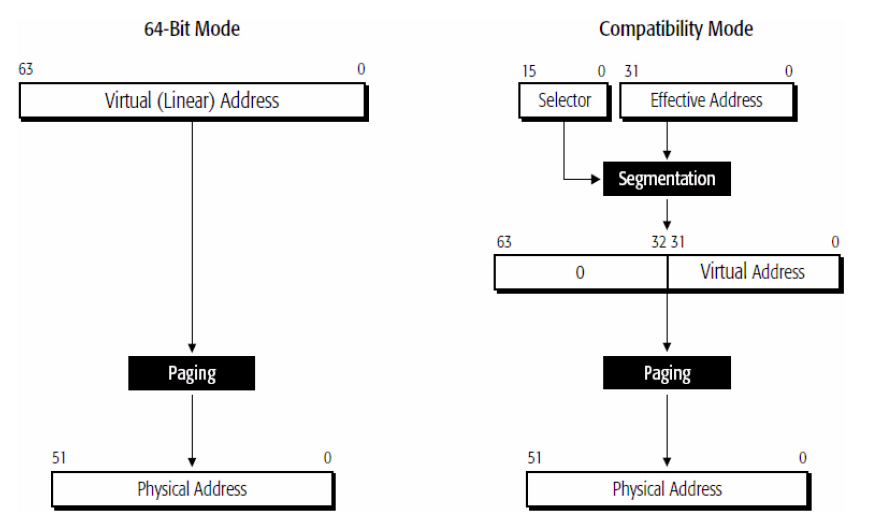 64-Bit Mode
63 0
Virtual (Linear) Address
Paging
51 0
Physical Address
Compatibility Mode
15 0 31 0
Selector Effective Address
Segmentation
63 32 31 0
0 Virtual Address
Paging
51 0
Physical Address